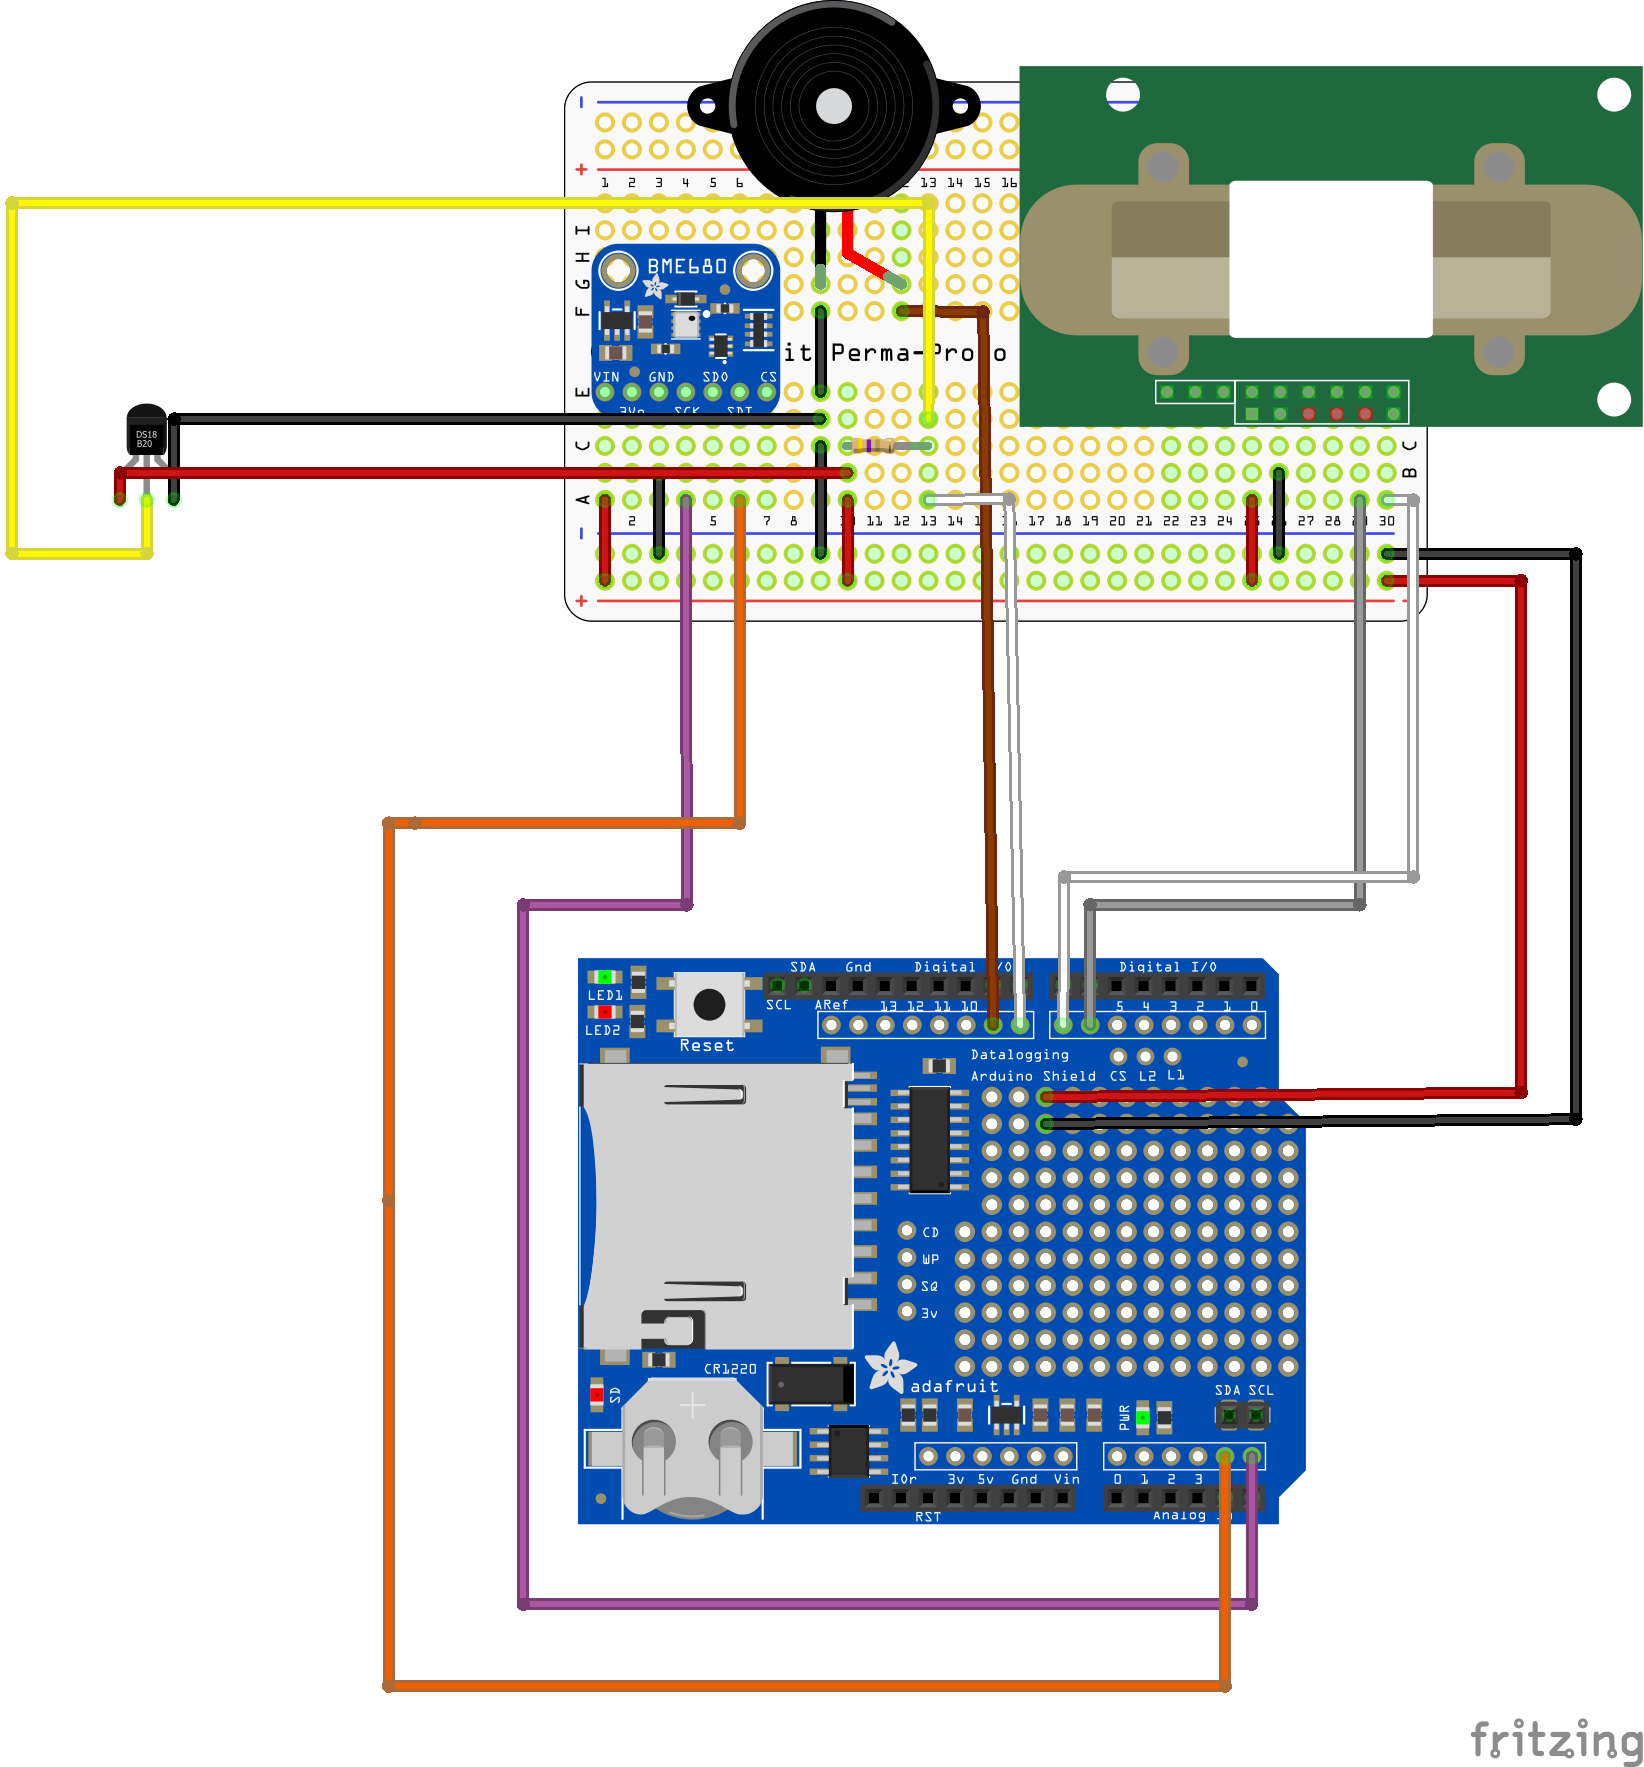 -
+
1 2 3 4 5 6 13 14 15 16
I
H
G
F
BME680
it Perma-Proto
VIN GND SDO CS
3Vo SCK SDI
E
DS18
B20
C C
B
A
2 5 7 8 11 12 13 17 18 19 20 21 22 23 24 27 28 30
-
+
SDA Gnd Digital I/O Digital I/O
LED1 SCL ARef 13 12 11 10 5 4 3 2 1 0
LED2
Reset
Datalogging
Arduino Shield CS L2 L1
CD
WP
SQ
3v
CR1220
adafruit
SD
SDA SCL
PWR
IOr 3v 5v Gnd Vin 0 1 2 3
RST Analog
fritzing